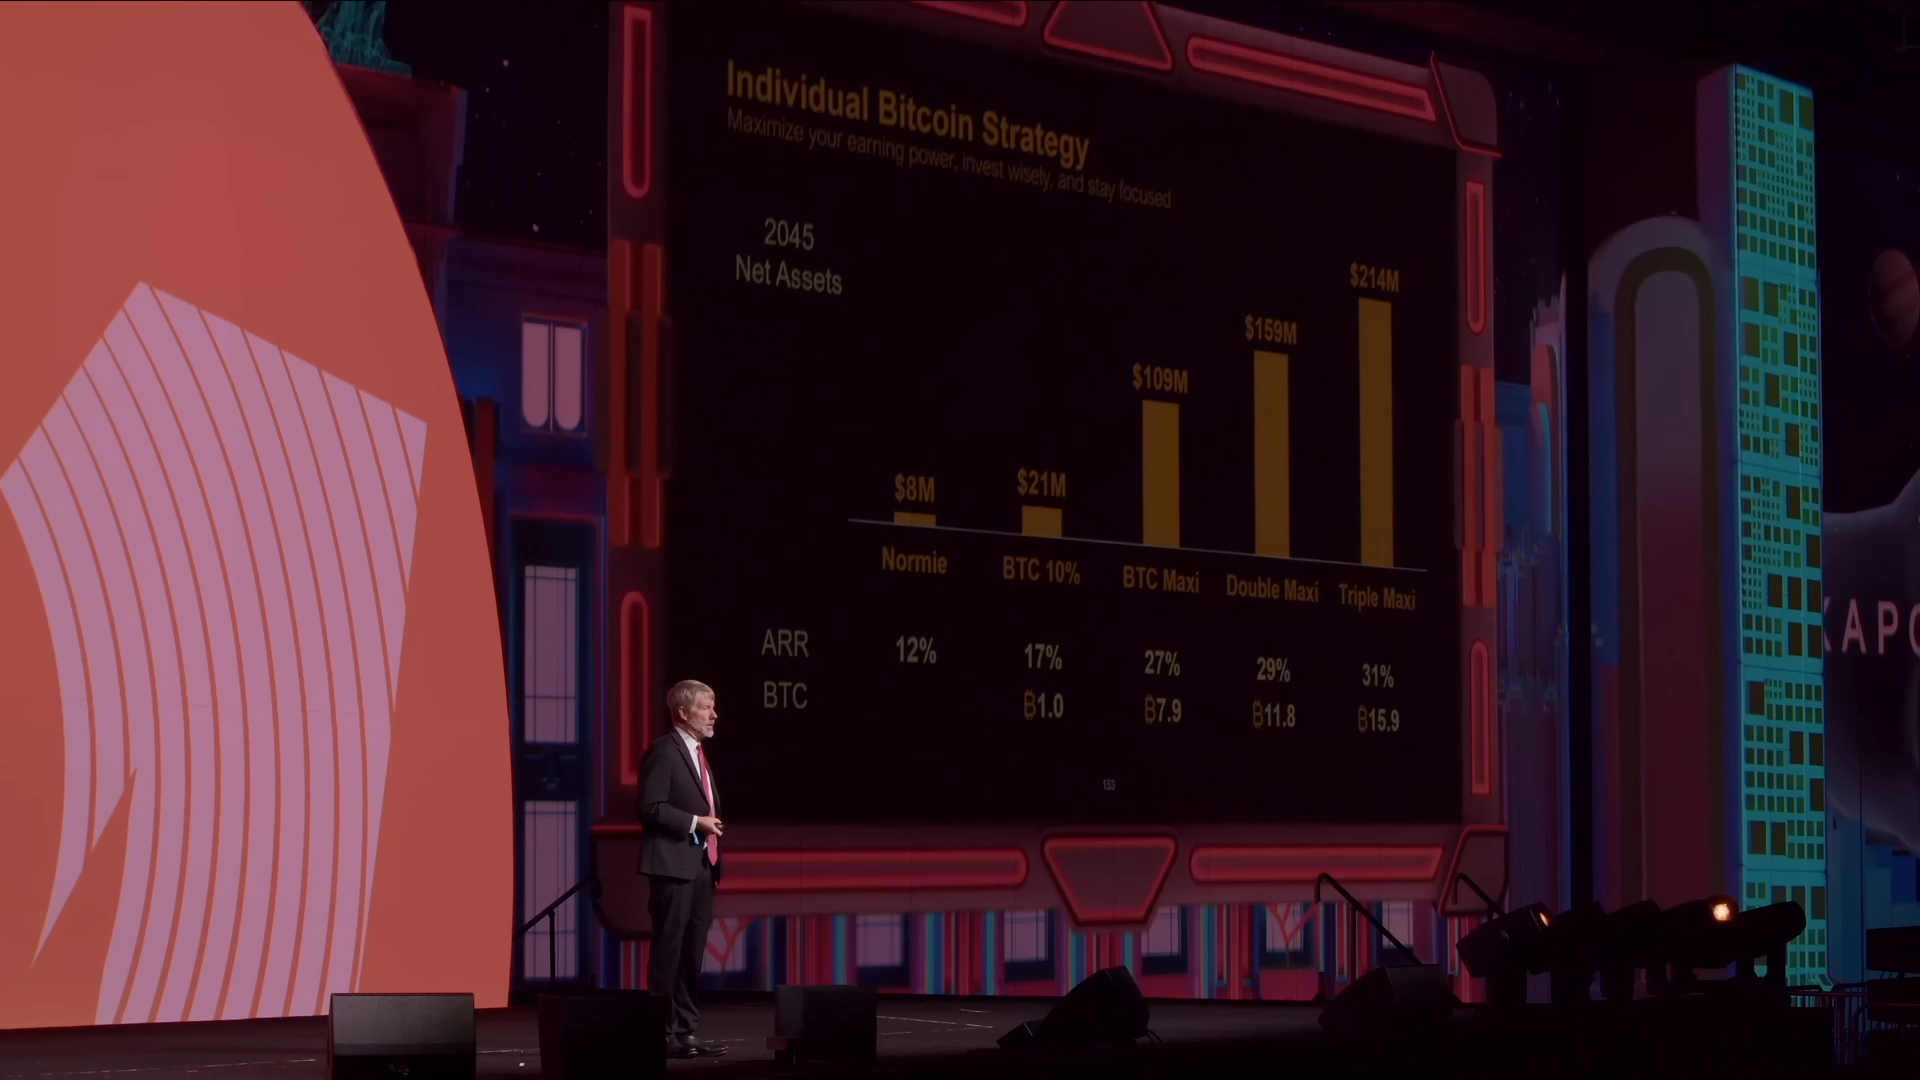 Individual Bitcoin Strategy
Maximize your earning power, invest wisely, and stay focused
2045
Net Assets
$8M $21M $109M $159M $214M
Normie BTC 10% BTC Maxi Double Maxi Triple Maxi
ARR 12% 17% 27% 29% 31%
BTC ₿1.0 ₿7.9 ₿11.8 ₿15.9
153